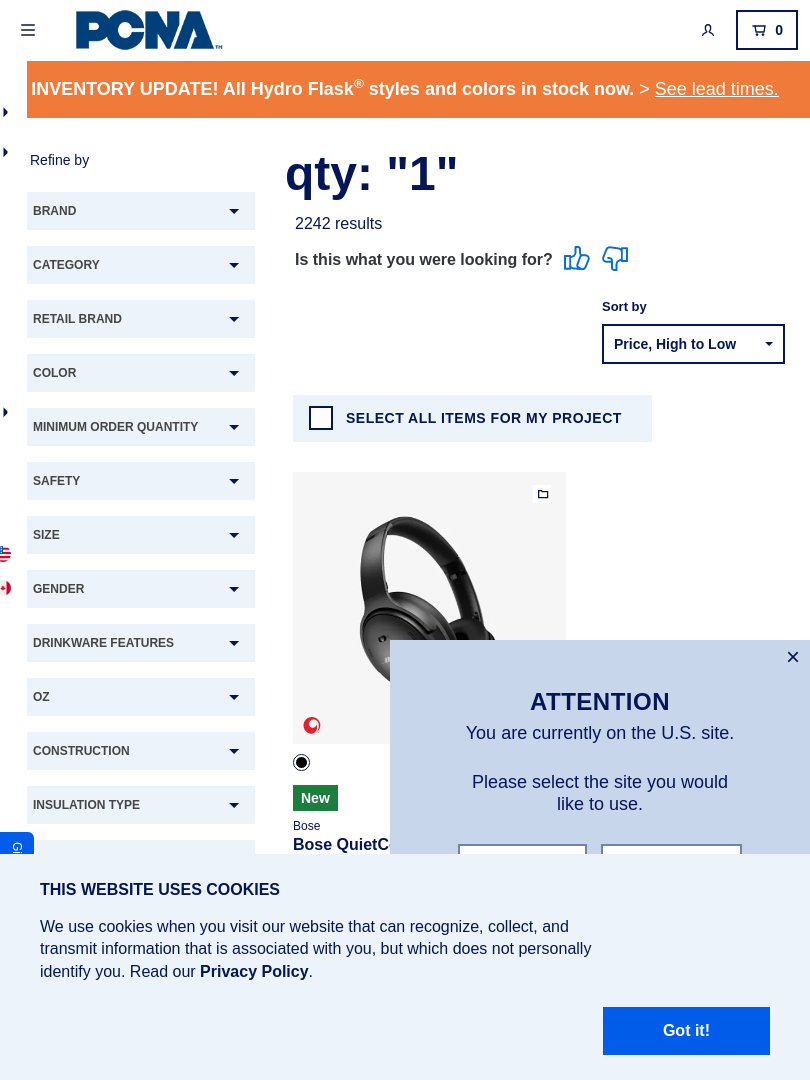 PCNA™
0
INVENTORY UPDATE! All Hydro Flask® styles and colors in stock now. > See lead times.
Refine by
BRAND
CATEGORY
RETAIL BRAND
COLOR
MINIMUM ORDER QUANTITY
SAFETY
SIZE
GENDER
DRINKWARE FEATURES
OZ
CONSTRUCTION
INSULATION TYPE
qty: "1"
2242 results
Is this what you were looking for?
Sort by
Price, High to Low
SELECT ALL ITEMS FOR MY PROJECT
New
Bose
Bose QuietC
×
ATTENTION
You are currently on the U.S. site.
Please select the site you would
like to use.
THIS WEBSITE USES COOKIES
We use cookies when you visit our website that can recognize, collect, and
transmit information that is associated with you, but which does not personally
identify you. Read our Privacy Policy.
Got it!